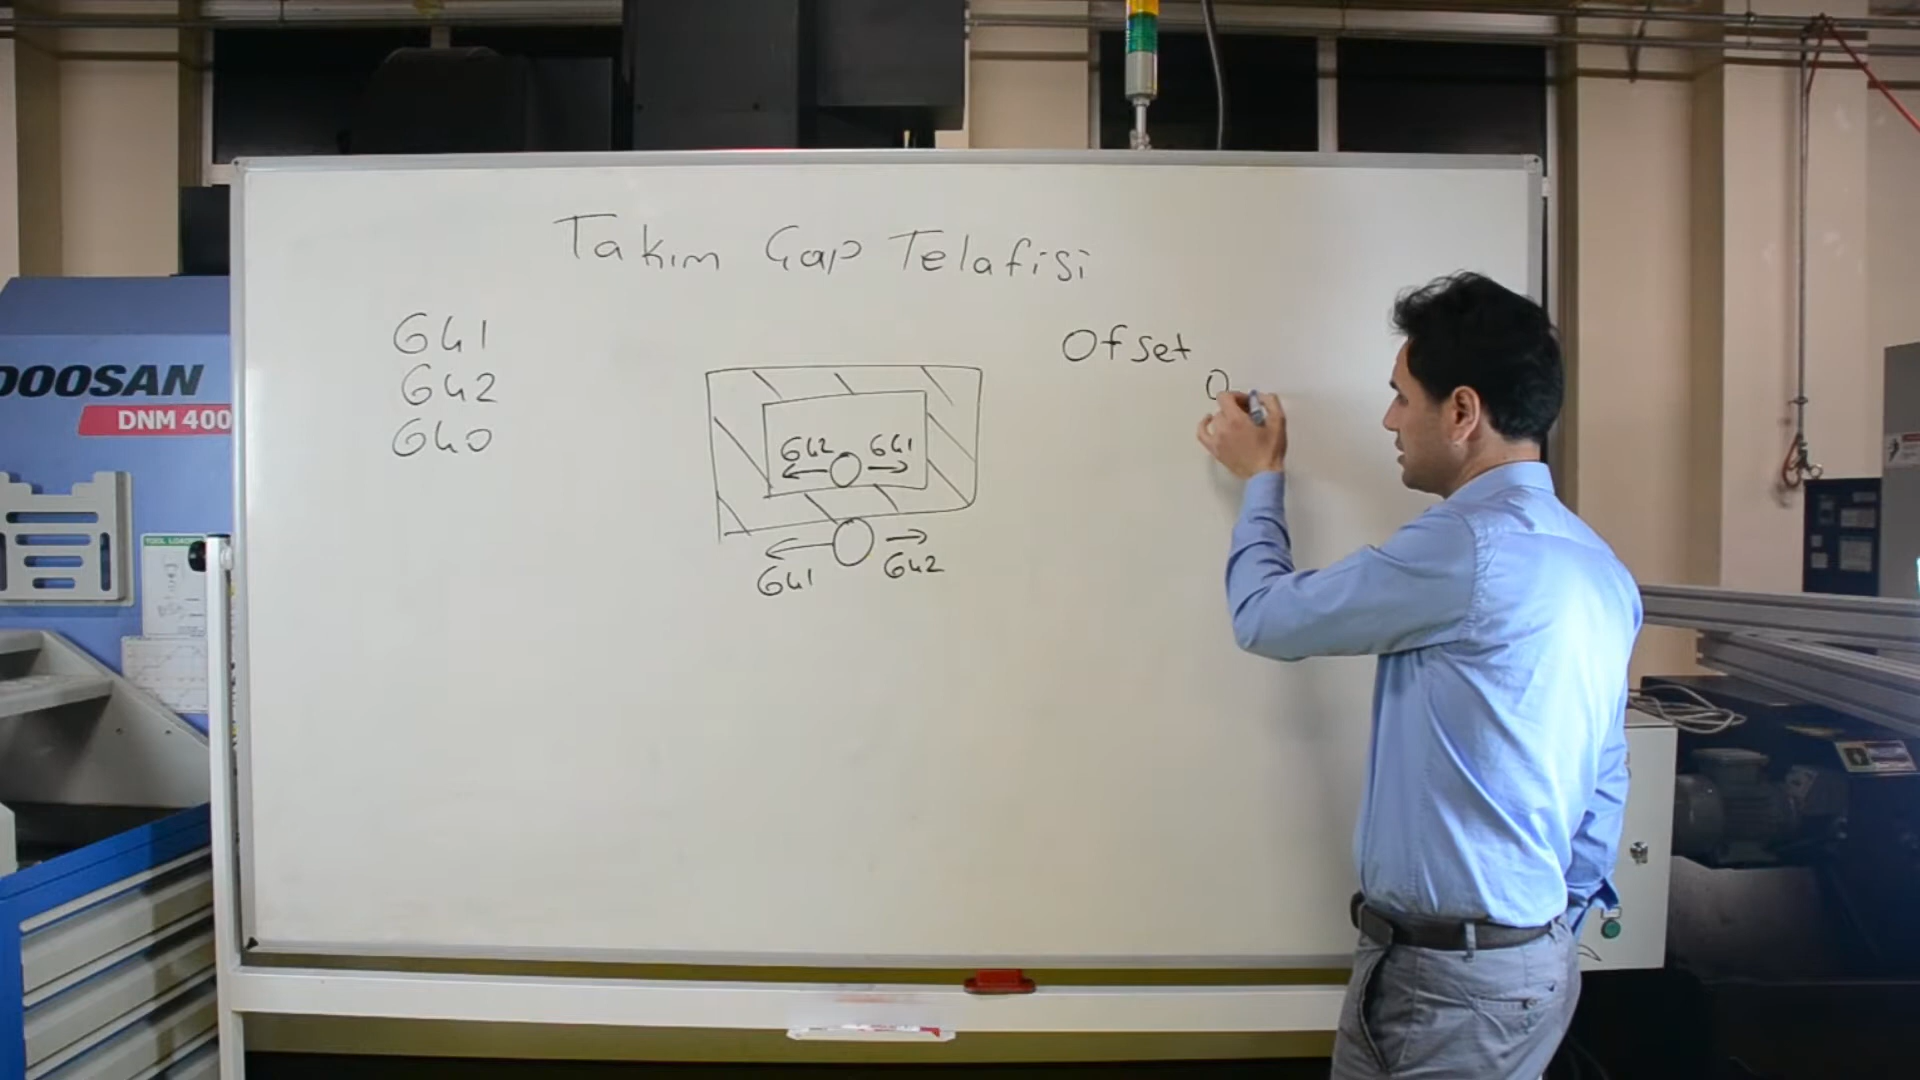 Takım Çap Telafisi
G41
G42
G40
Ofset
G42 G41
G41 G42
DOOSAN
DNM 400